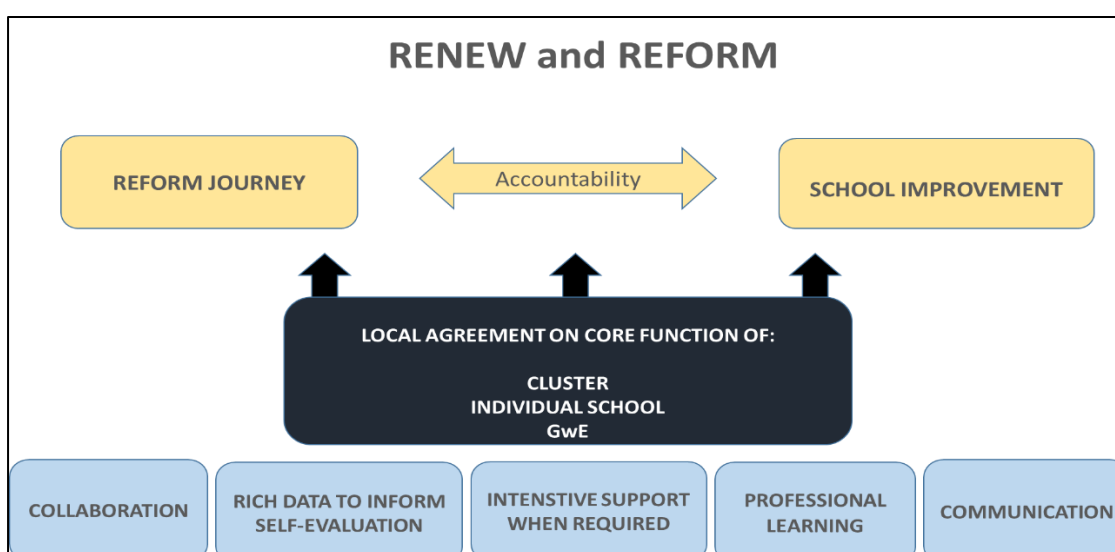 RENEW and REFORM
REFORM JOURNEY
Accountability
SCHOOL IMPROVEMENT
LOCAL AGREEMENT ON CORE FUNCTION OF:
CLUSTER
INDIVIDUAL SCHOOL
GwE
COLLABORATION
RICH DATA TO INFORM
SELF-EVALUATION
INTENSTIVE SUPPORT
WHEN REQUIRED
PROFESSIONAL
LEARNING
COMMUNICATION